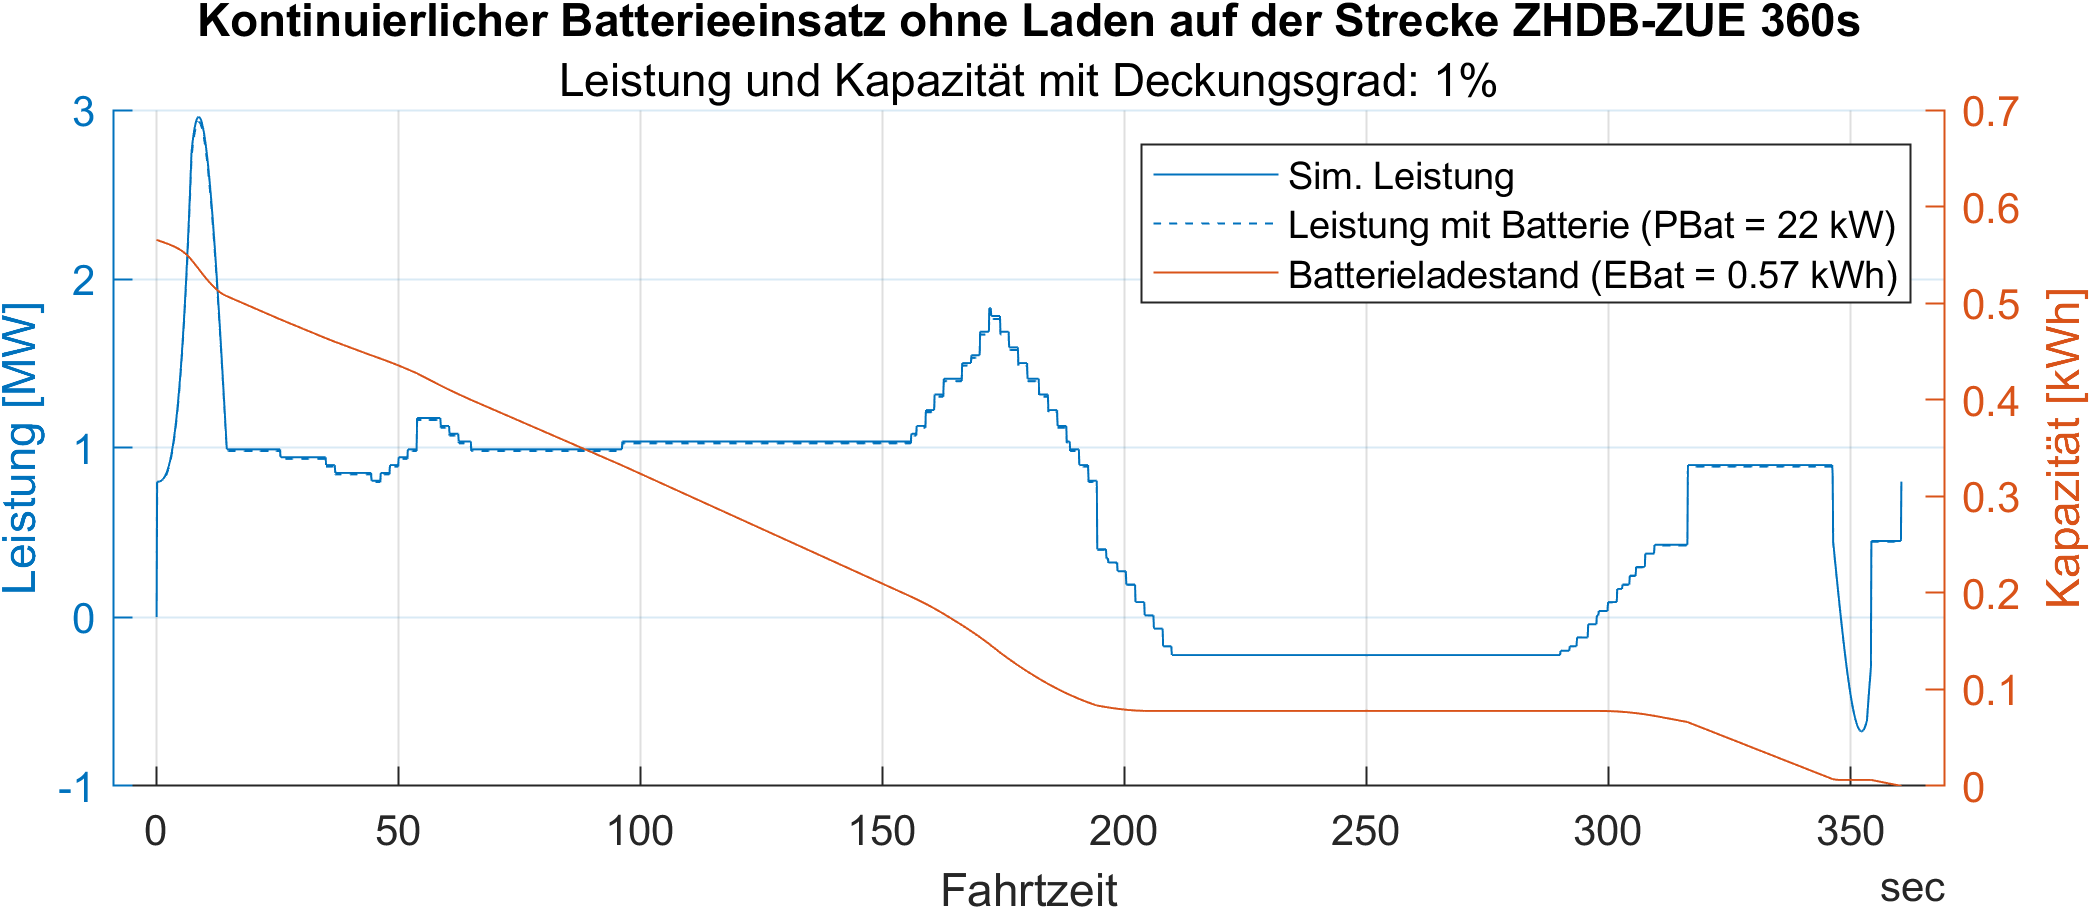 Kontinuierlicher Batterieeinsatz ohne Laden auf der Strecke ZHDB-ZUE 360s
Leistung und Kapazität mit Deckungsgrad: 1%
Sim. Leistung
Leistung mit Batterie (PBat = 22 kW)
Batterieladestand (EBat = 0.57 kWh)
Leistung [MW]
3
2
1
0
-1
Kapazität [kWh]
0.7
0.6
0.5
0.4
0.3
0.2
0.1
0
0 50 100 150 200 250 300 350
Fahrtzeit
sec